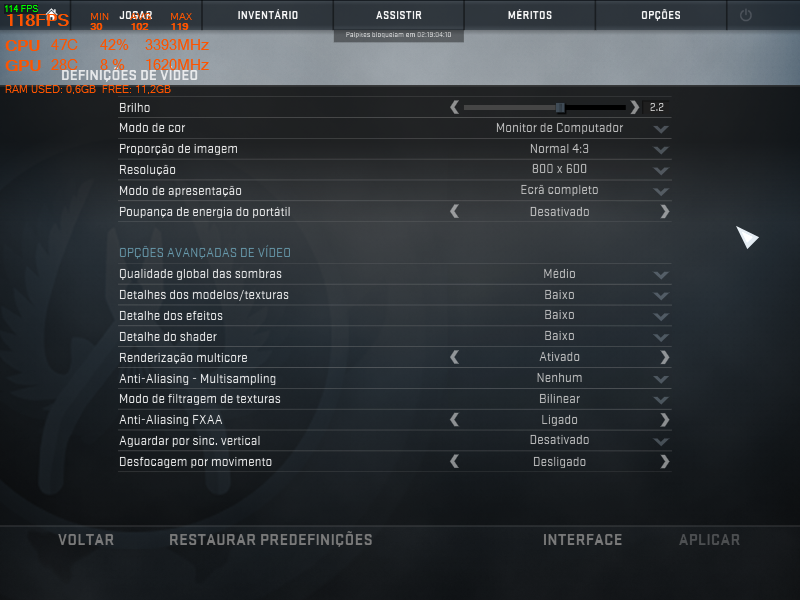 114 FPS
118FPS MIN MAX
30 102 119
JOGAR INVENTÁRIO ASSISTIR MÉRITOS OPÇÕES
Palpites bloqueiam em 02:19:04:10
CPU 47C 42% 3393MHz
GPU 28C 8 % 1620MHz
DEFINIÇÕES DE VÍDEO
RAM USED: 0,6GB FREE: 11,2GB
Brilho 2.2
Modo de cor Monitor de Computador
Proporção de imagem Normal 4:3
Resolução 800 x 600
Modo de apresentação Ecrã completo
Poupança de energia do portátil Desativado
OPÇÕES AVANÇADAS DE VÍDEO
Qualidade global das sombras Médio
Detalhes dos modelos/texturas Baixo
Detalhe dos efeitos Baixo
Detalhe do shader Baixo
Renderização multicore Ativado
Anti-Aliasing - Multisampling Nenhum
Modo de filtragem de texturas Bilinear
Anti-Aliasing FXAA Ligado
Aguardar por sinc. vertical Desativado
Desfocagem por movimento Desligado
VOLTAR RESTAURAR PREDEFINIÇÕES INTERFACE APLICAR